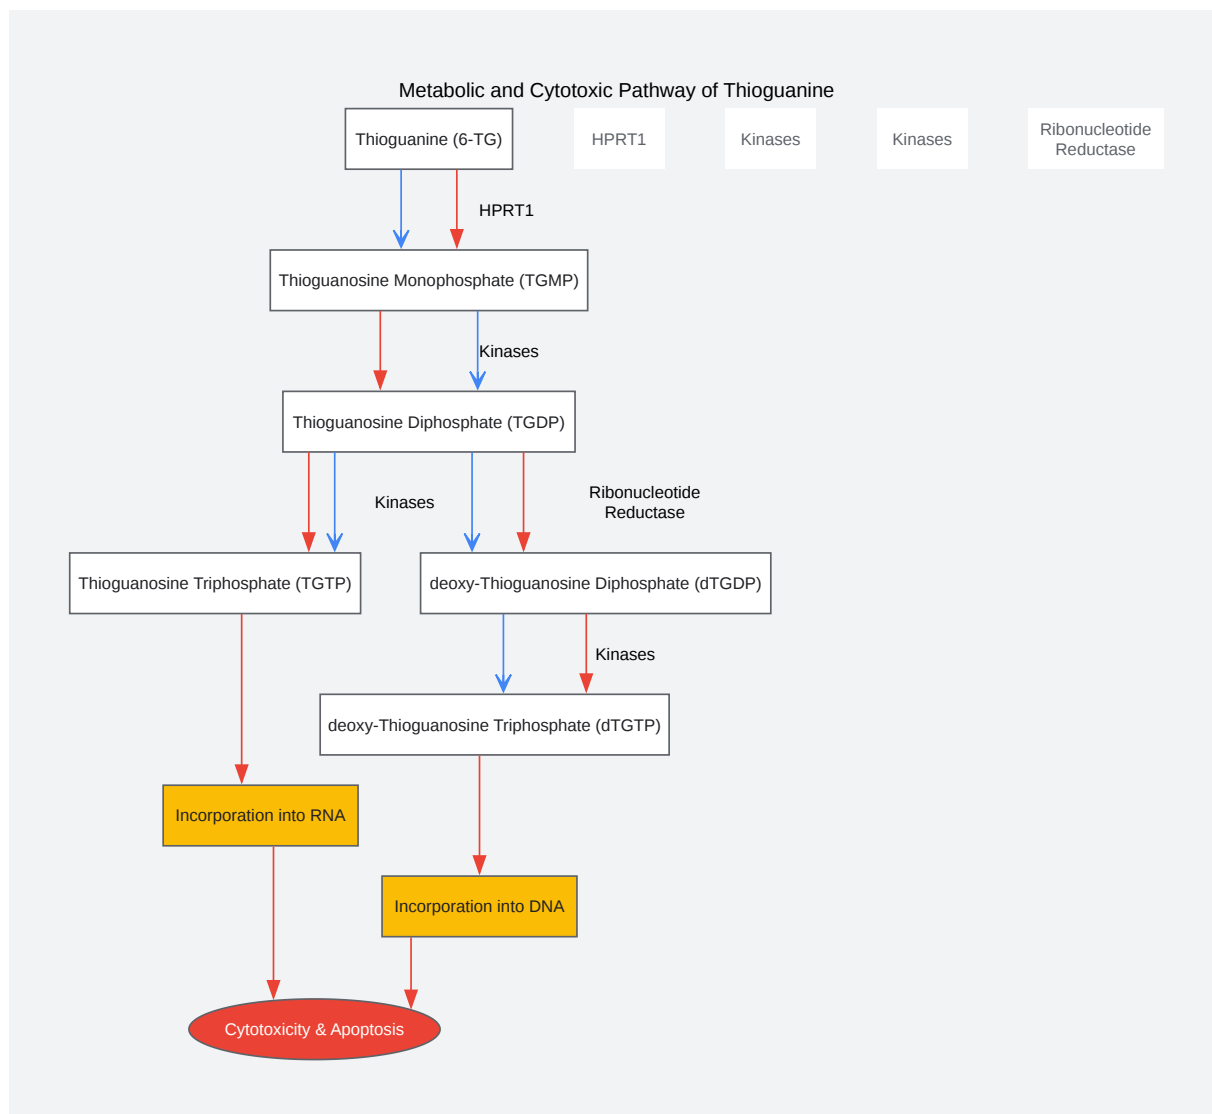 Metabolic and Cytotoxic Pathway of Thioguanine
Thioguanine (6-TG)
HPRT1
Kinases
Kinases
Ribonucleotide
Reductase
HPRT1
Thioguanosine Monophosphate (TGMP)
Kinases
Thioguanosine Diphosphate (TGDP)
Kinases
Ribonucleotide
Reductase
Thioguanosine Triphosphate (TGTP)
deoxy-Thioguanosine Diphosphate (dTGDP)
Kinases
deoxy-Thioguanosine Triphosphate (dTGTP)
Incorporation into RNA
Incorporation into DNA
Cytotoxicity & Apoptosis